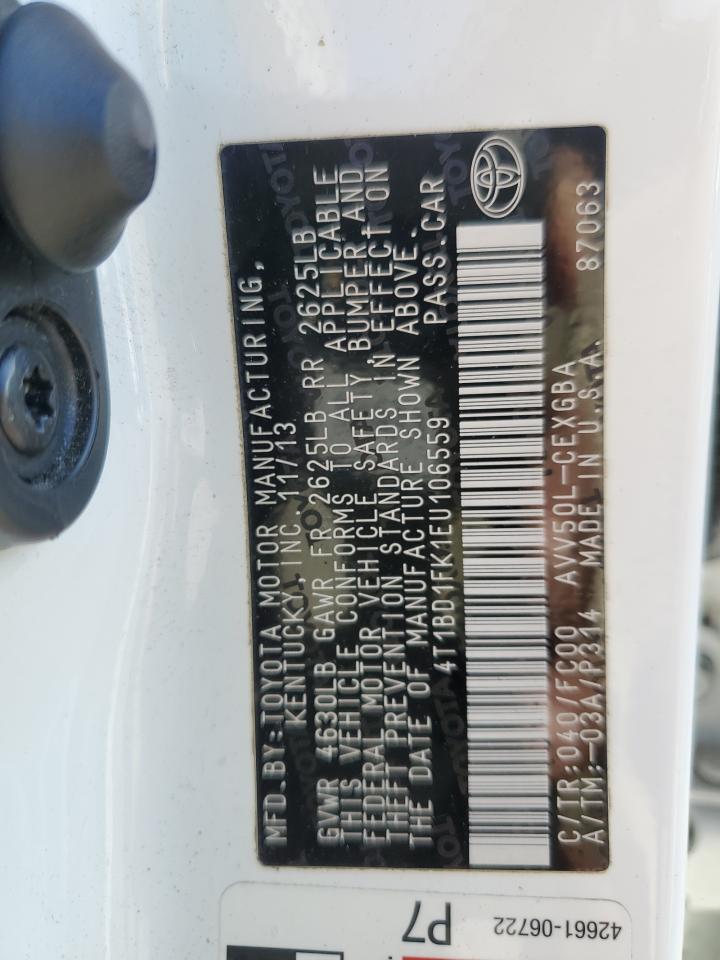 MFD.BY:TOYOTA MOTOR MANUFACTURING,
KENTUCKY,INC. 11/13
GVWR 4630LB GAWR FR 2625LB RR 2625LB
THIS VEHICLE CONFORMS TO ALL APPLICABLE
FEDERAL MOTOR VEHICLE SAFETY, BUMPER AND
THEFT PREVENTION STANDARDS IN EFFECT ON
THE DATE OF MANUFACTURE SHOWN ABOVE.
4T1BD1FK1EU106559 PASS.CAR
C/TR:040/FC00 AVV50L-CEXGBA
A/TM:-03A/P314 MADE IN U.S.A. 87063
P7
42661-06722